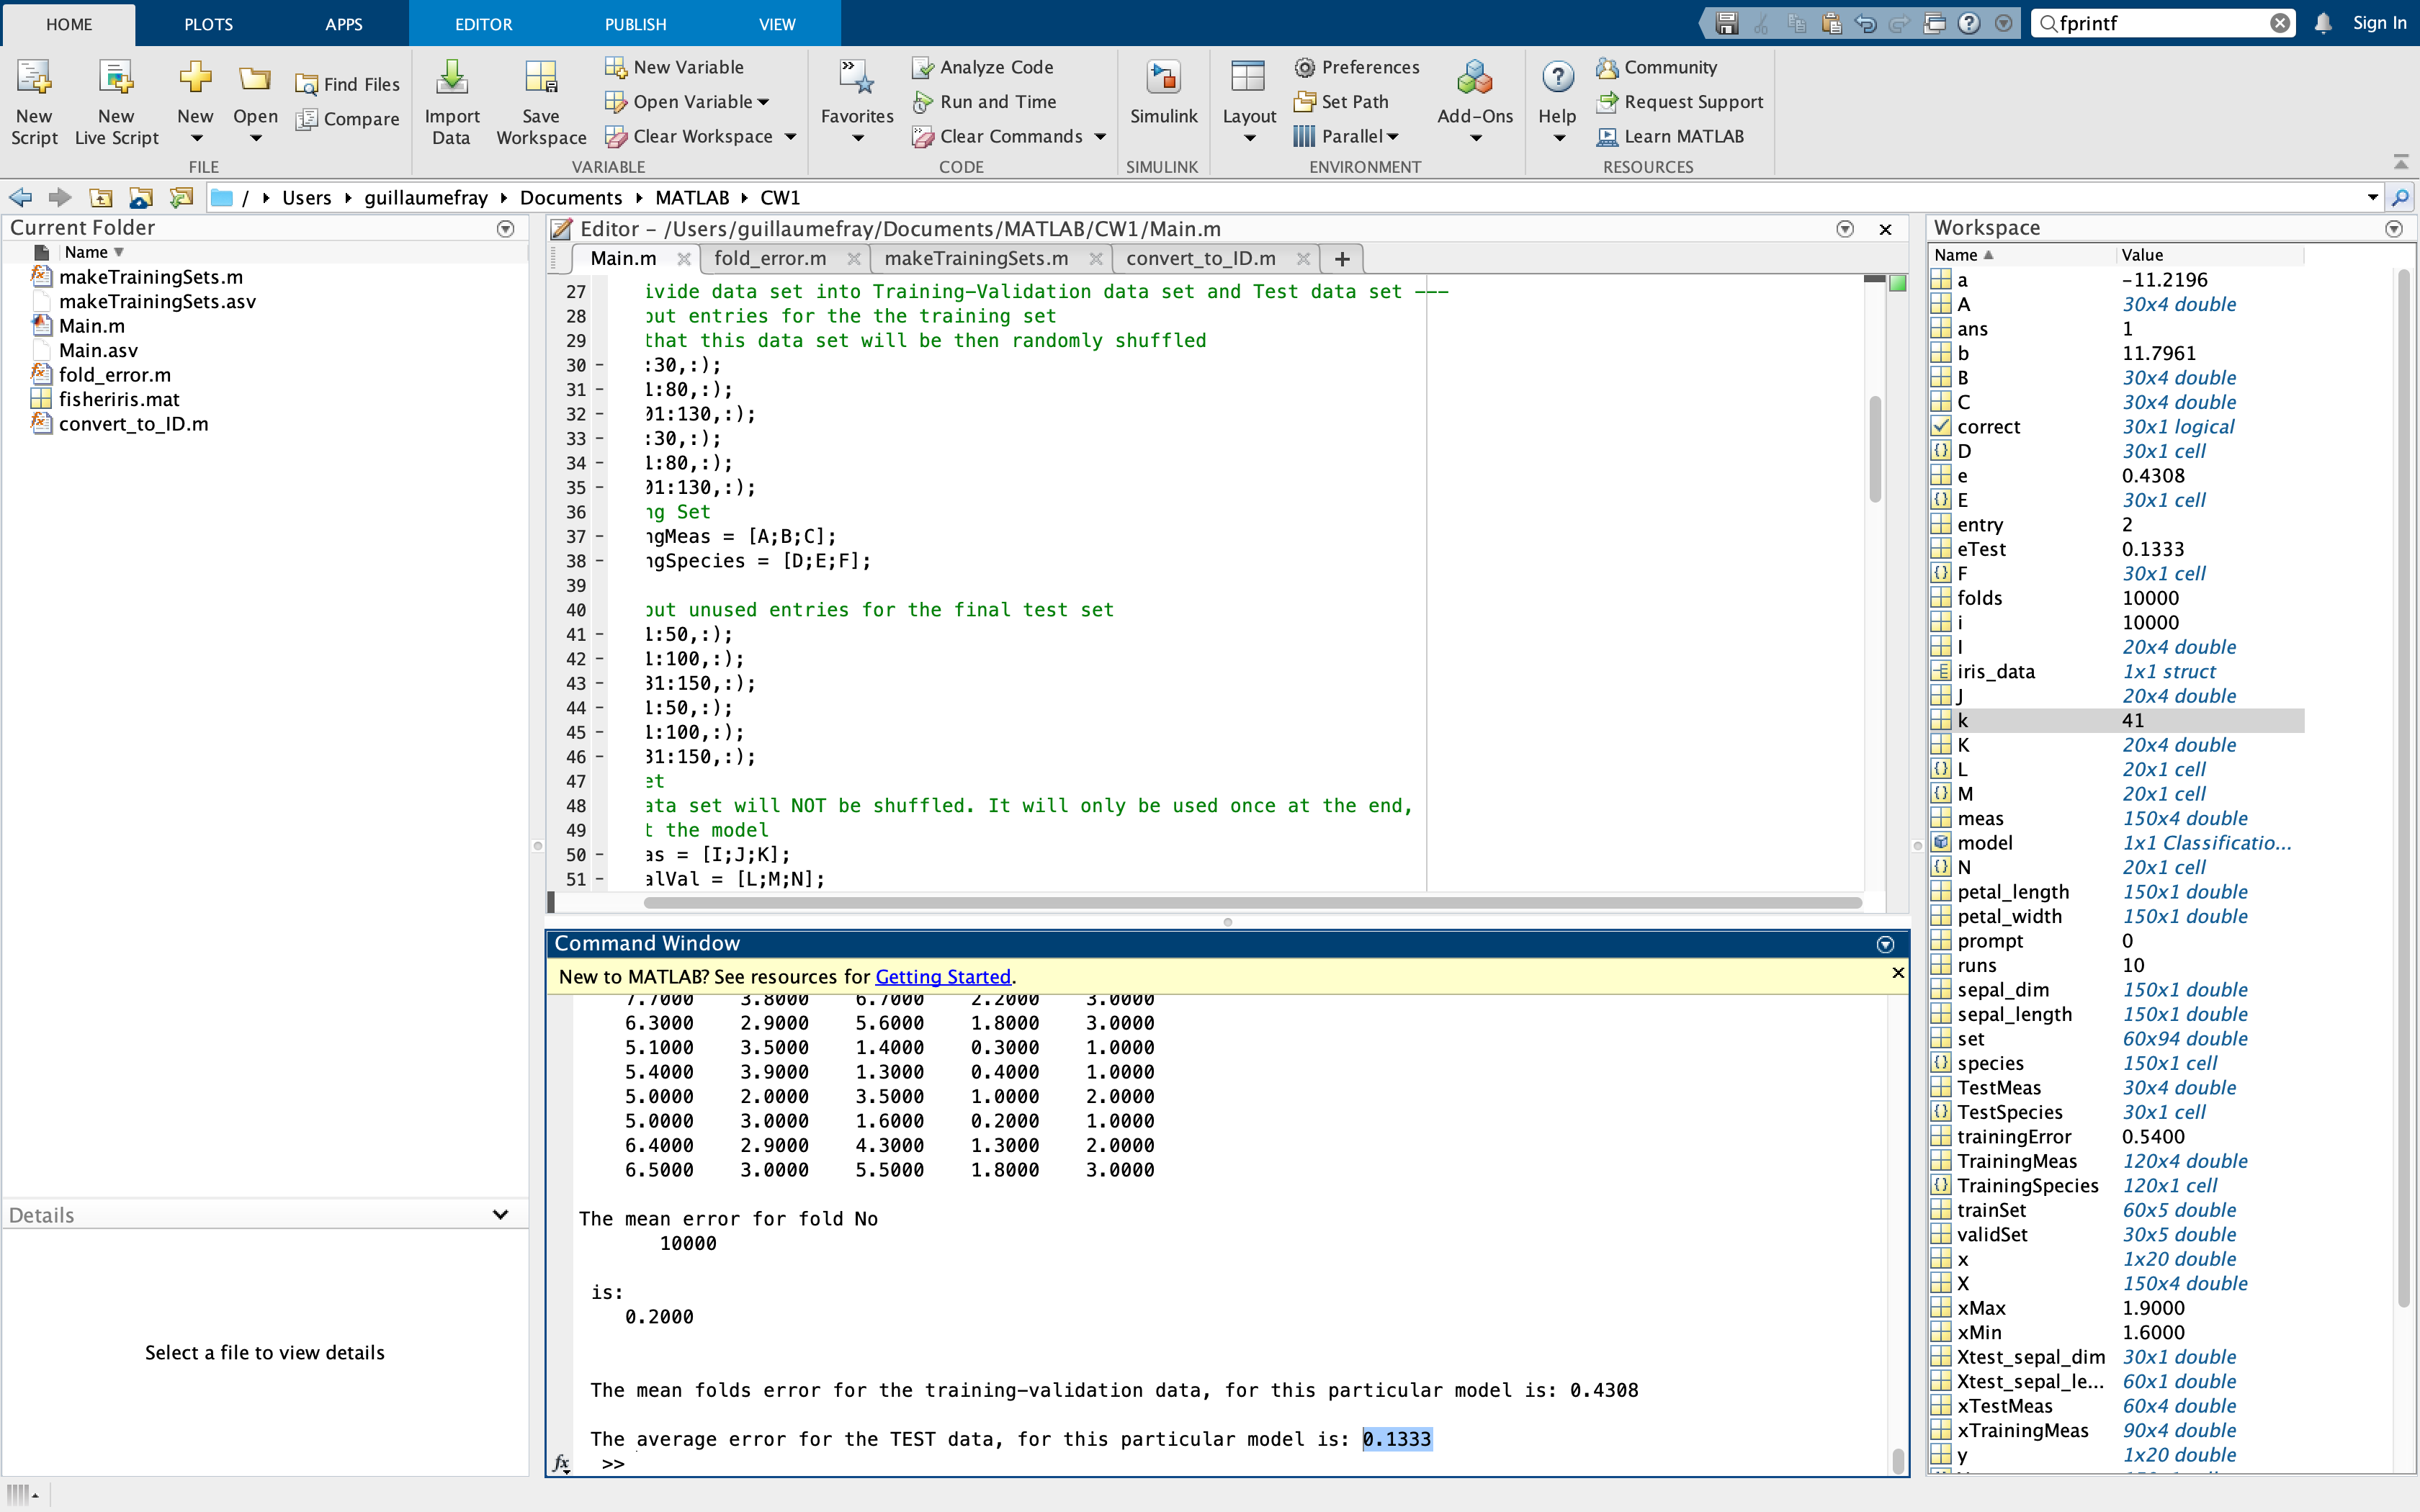 HOME PLOTS APPS EDITOR PUBLISH VIEW fprintf Sign In
New Script
New Live Script
New
Open
Find Files
Compare
FILE
Import Data
Save Workspace
New Variable
Open Variable
Clear Workspace
VARIABLE
Favorites
Analyze Code
Run and Time
Clear Commands
CODE
Simulink
SIMULINK
Layout
Preferences
Set Path
Parallel
Add-Ons
ENVIRONMENT
Help
Community
Request Support
Learn MATLAB
RESOURCES
/ Users guillaumefray Documents MATLAB CW1
Current Folder
Name
makeTrainingSets.m
makeTrainingSets.asv
Main.m
Main.asv
fold_error.m
fisheriris.mat
convert_to_ID.m
Details
Select a file to view details
Editor - /Users/guillaumefray/Documents/MATLAB/CW1/Main.m
Main.m fold_error.m makeTrainingSets.m convert_to_ID.m +
27 ivide data set into Training-Validation data set and Test data set ---
28 out entries for the the training set
29 that this data set will be then randomly shuffled
30 - :30,:);
31 - 1:80,:);
32 - 01:130,:);
33 - :30,:);
34 - 1:80,:);
35 - 01:130,:);
36 ng Set
37 - ngMeas = [A;B;C];
38 - ngSpecies = [D;E;F];
39
40 out unused entries for the final test set
41 - 1:50,:);
42 - 1:100,:);
43 - 31:150,:);
44 - 1:50,:);
45 - 1:100,:);
46 - 31:150,:);
47 et
48 ata set will NOT be shuffled. It will only be used once at the end,
49 t the model
50 - as = [I;J;K];
51 - alVal = [L;M;N];
Command Window
New to MATLAB? See resources for Getting Started.
7.7000 3.8000 6.7000 2.2000 3.0000
6.3000 2.9000 5.6000 1.8000 3.0000
5.1000 3.5000 1.4000 0.3000 1.0000
5.4000 3.9000 1.3000 0.4000 1.0000
5.0000 2.0000 3.5000 1.0000 2.0000
5.0000 3.0000 1.6000 0.2000 1.0000
6.4000 2.9000 4.3000 1.3000 2.0000
6.5000 3.0000 5.5000 1.8000 3.0000
The mean error for fold No
10000
is:
0.2000
The mean folds error for the training-validation data, for this particular model is: 0.4308
The average error for the TEST data, for this particular model is: 0.1333
fx >>
Workspace
Name Value
a -11.2196
A 30x4 double
ans 1
b 11.7961
B 30x4 double
C 30x4 double
correct 30x1 logical
D 30x1 cell
e 0.4308
E 30x1 cell
entry 2
eTest 0.1333
F 30x1 cell
folds 10000
i 10000
I 20x4 double
iris_data 1x1 struct
J 20x4 double
k 41
K 20x4 double
L 20x1 cell
M 20x1 cell
meas 150x4 double
model 1x1 Classificatio...
N 20x1 cell
petal_length 150x1 double
petal_width 150x1 double
prompt 0
runs 10
sepal_dim 150x1 double
sepal_length 150x1 double
set 60x94 double
species 150x1 cell
TestMeas 30x4 double
TestSpecies 30x1 cell
trainingError 0.5400
TrainingMeas 120x4 double
TrainingSpecies 120x1 cell
trainSet 60x5 double
validSet 30x5 double
x 1x20 double
X 150x4 double
xMax 1.9000
xMin 1.6000
Xtest_sepal_dim 30x1 double
Xtest_sepal_le... 60x1 double
xTestMeas 60x4 double
xTrainingMeas 90x4 double
y 1x20 double